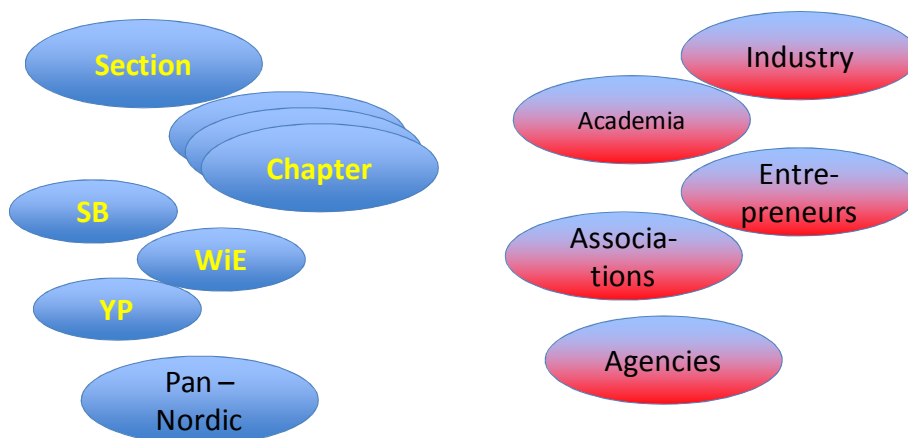 Section
Chapter
SB
WiE
YP
Pan –
Nordic
Industry
Academia
Entre-
preneurs
Associa-
tions
Agencies